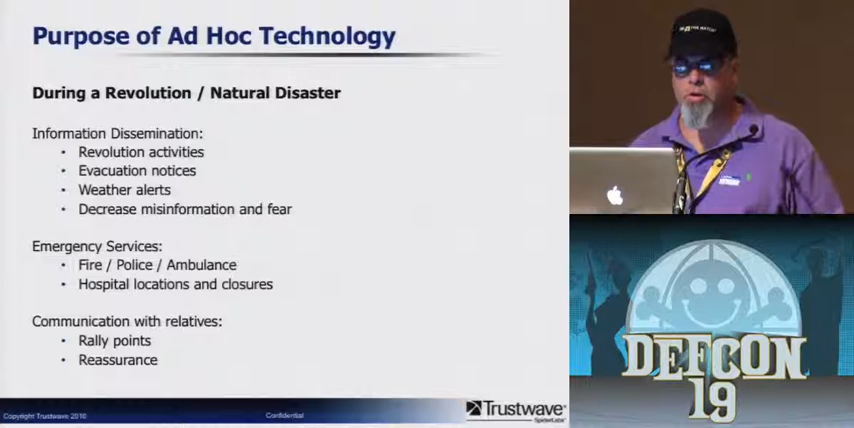 Purpose of Ad Hoc Technology
During a Revolution / Natural Disaster
Information Dissemination:
• Revolution activities
• Evacuation notices
• Weather alerts
• Decrease misinformation and fear
Emergency Services:
• Fire / Police / Ambulance
• Hospital locations and closures
Communication with relatives:
• Rally points
• Reassurance
Copyright Trustwave 2010
Confidential
Trustwave®
SpiderLabs®
DEFCON
19